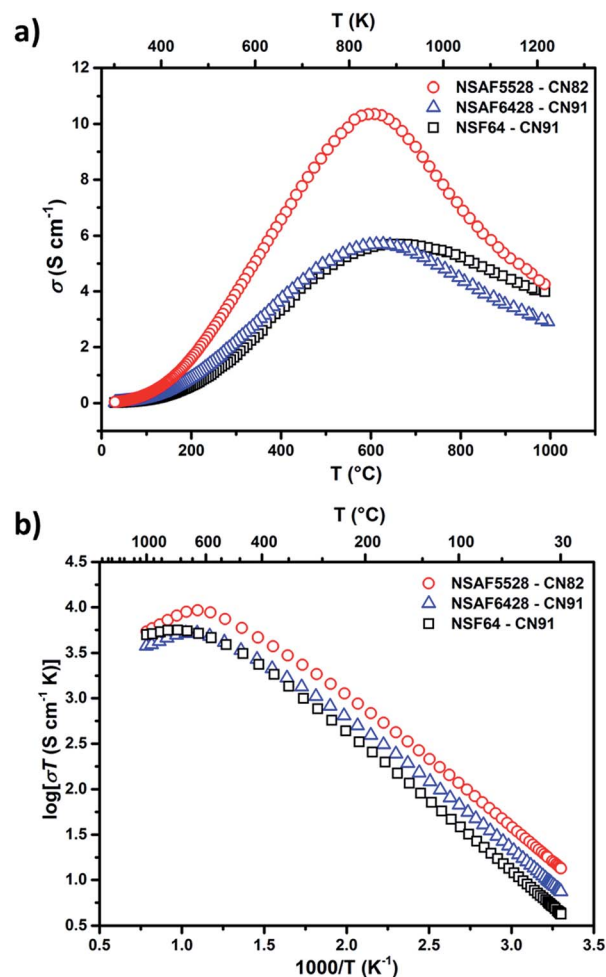 a)
T (K)
400 600 800 1000 1200
12
10
8
6
4
2
0
σ (S cm⁻¹)
NSAF5528 - CN82
NSAF6428 - CN91
NSF64 - CN91
0 200 400 600 800 1000
T (°C)
b)
T (°C)
1000 600 400 200 100 30
4.5
4.0
3.5
3.0
2.5
2.0
1.5
1.0
0.5
log[σT (S cm⁻¹ K)]
NSAF5528 - CN82
NSAF6428 - CN91
NSF64 - CN91
0.5 1.0 1.5 2.0 2.5 3.0 3.5
1000/T (K⁻¹)